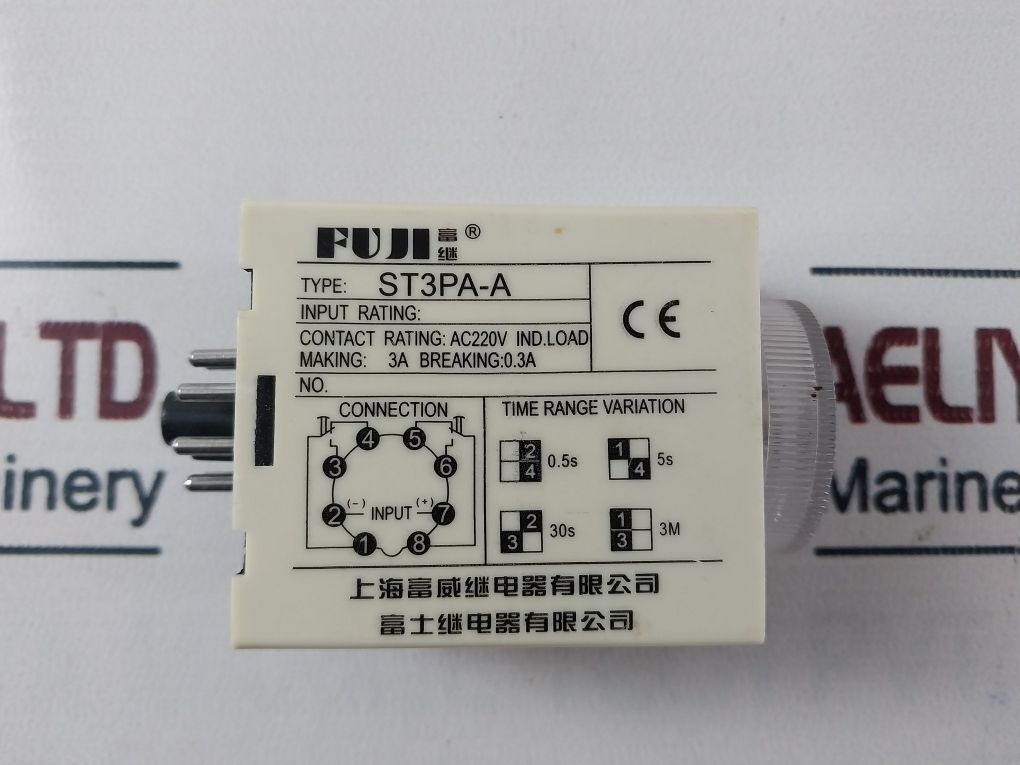 FUJI 富继 ®
TYPE: ST3PA-A
INPUT RATING:
CONTACT RATING: AC220V IND.LOAD
MAKING: 3A BREAKING:0.3A
CE
NO.
CONNECTION
4 5
3 6
2 (-) INPUT (+) 7
1 8
TIME RANGE VARIATION
2 4 0.5s
1 4 5s
2 3 30s
1 3 3M
上海富威继电器有限公司
富士继电器有限公司
LTD
inery
AELIY
Marine